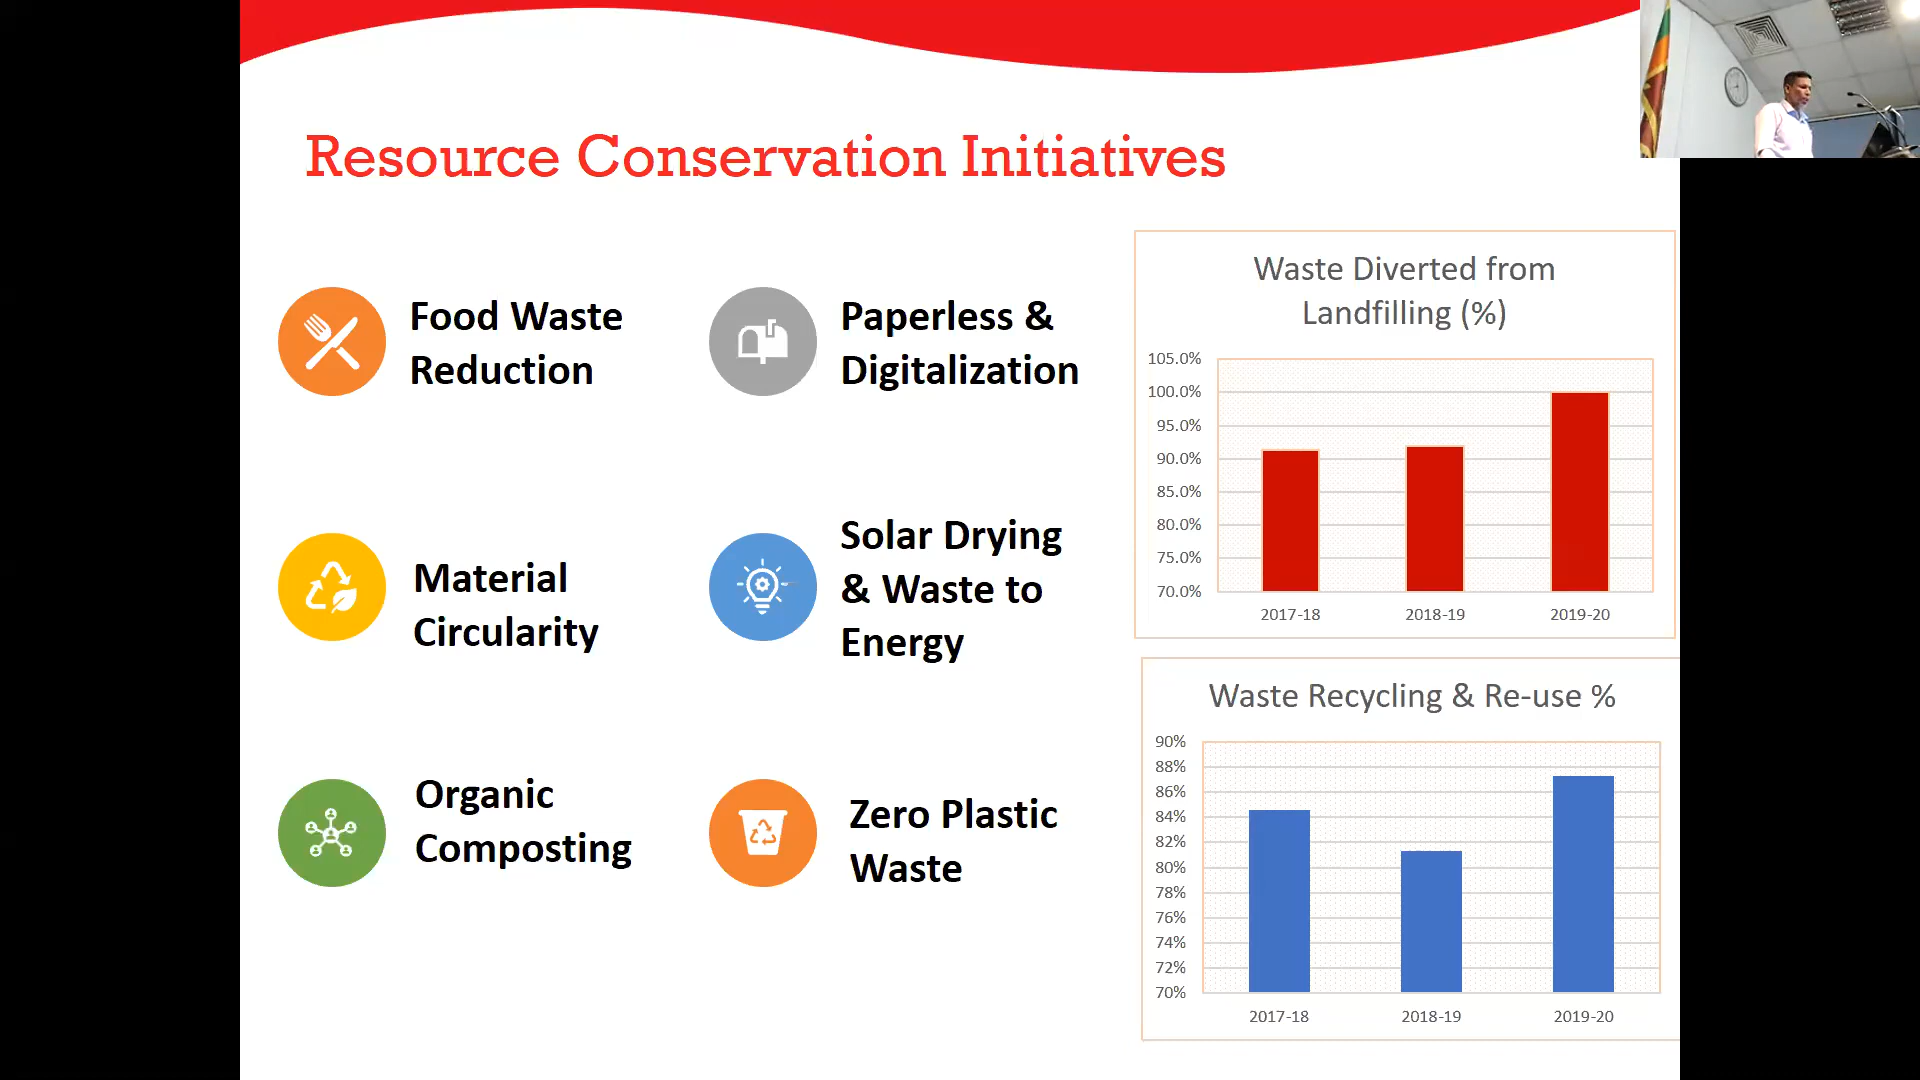 Resource Conservation Initiatives
Food Waste
Reduction
Paperless &
Digitalization
Material
Circularity
Solar Drying
& Waste to
Energy
Organic
Composting
Zero Plastic
Waste
Waste Diverted from
Landfilling (%)
105.0%
100.0%
95.0%
90.0%
85.0%
80.0%
75.0%
70.0%
2017-18 2018-19 2019-20
Waste Recycling & Re-use %
90%
88%
86%
84%
82%
80%
78%
76%
74%
72%
70%
2017-18 2018-19 2019-20